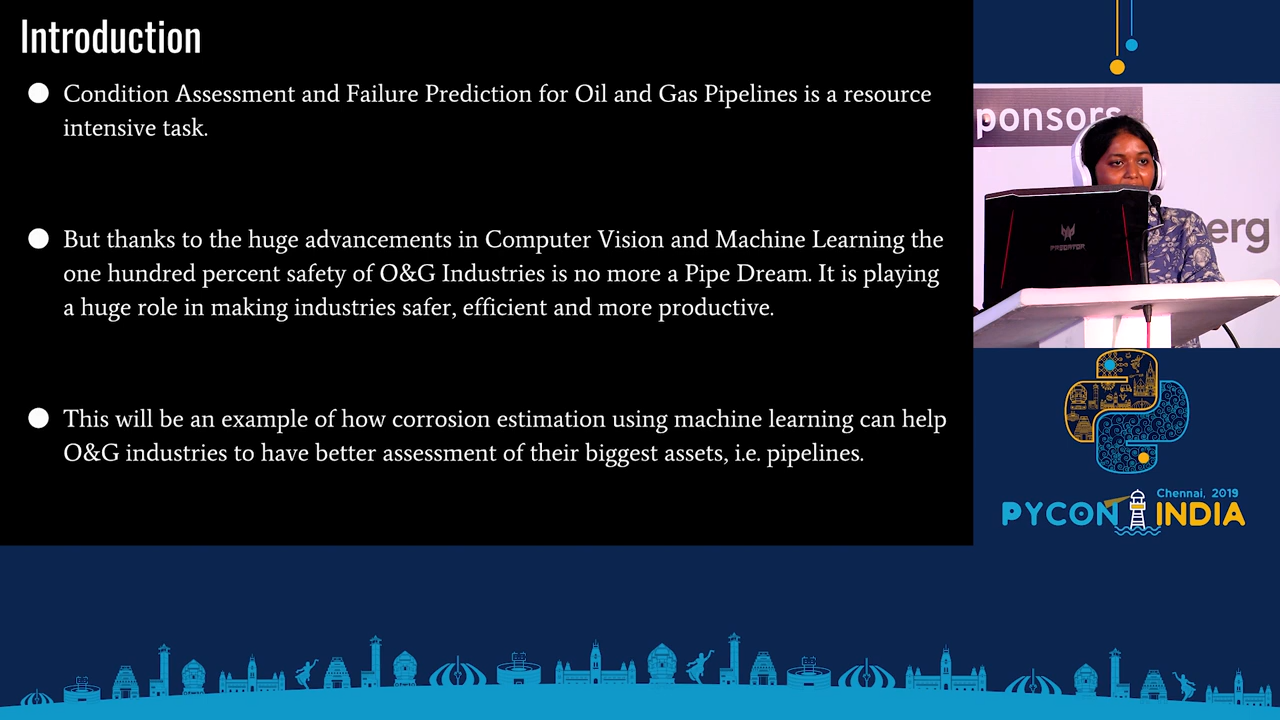 Introduction
Condition Assessment and Failure Prediction for Oil and Gas Pipelines is a resource
intensive task.
But thanks to the huge advancements in Computer Vision and Machine Learning the
one hundred percent safety of O&G Industries is no more a Pipe Dream. It is playing
a huge role in making industries safer, efficient and more productive.
This will be an example of how corrosion estimation using machine learning can help
O&G industries to have better assessment of their biggest assets, i.e. pipelines.
ponsors
PREDATOR
erg
Chennai, 2019
PYCON INDIA